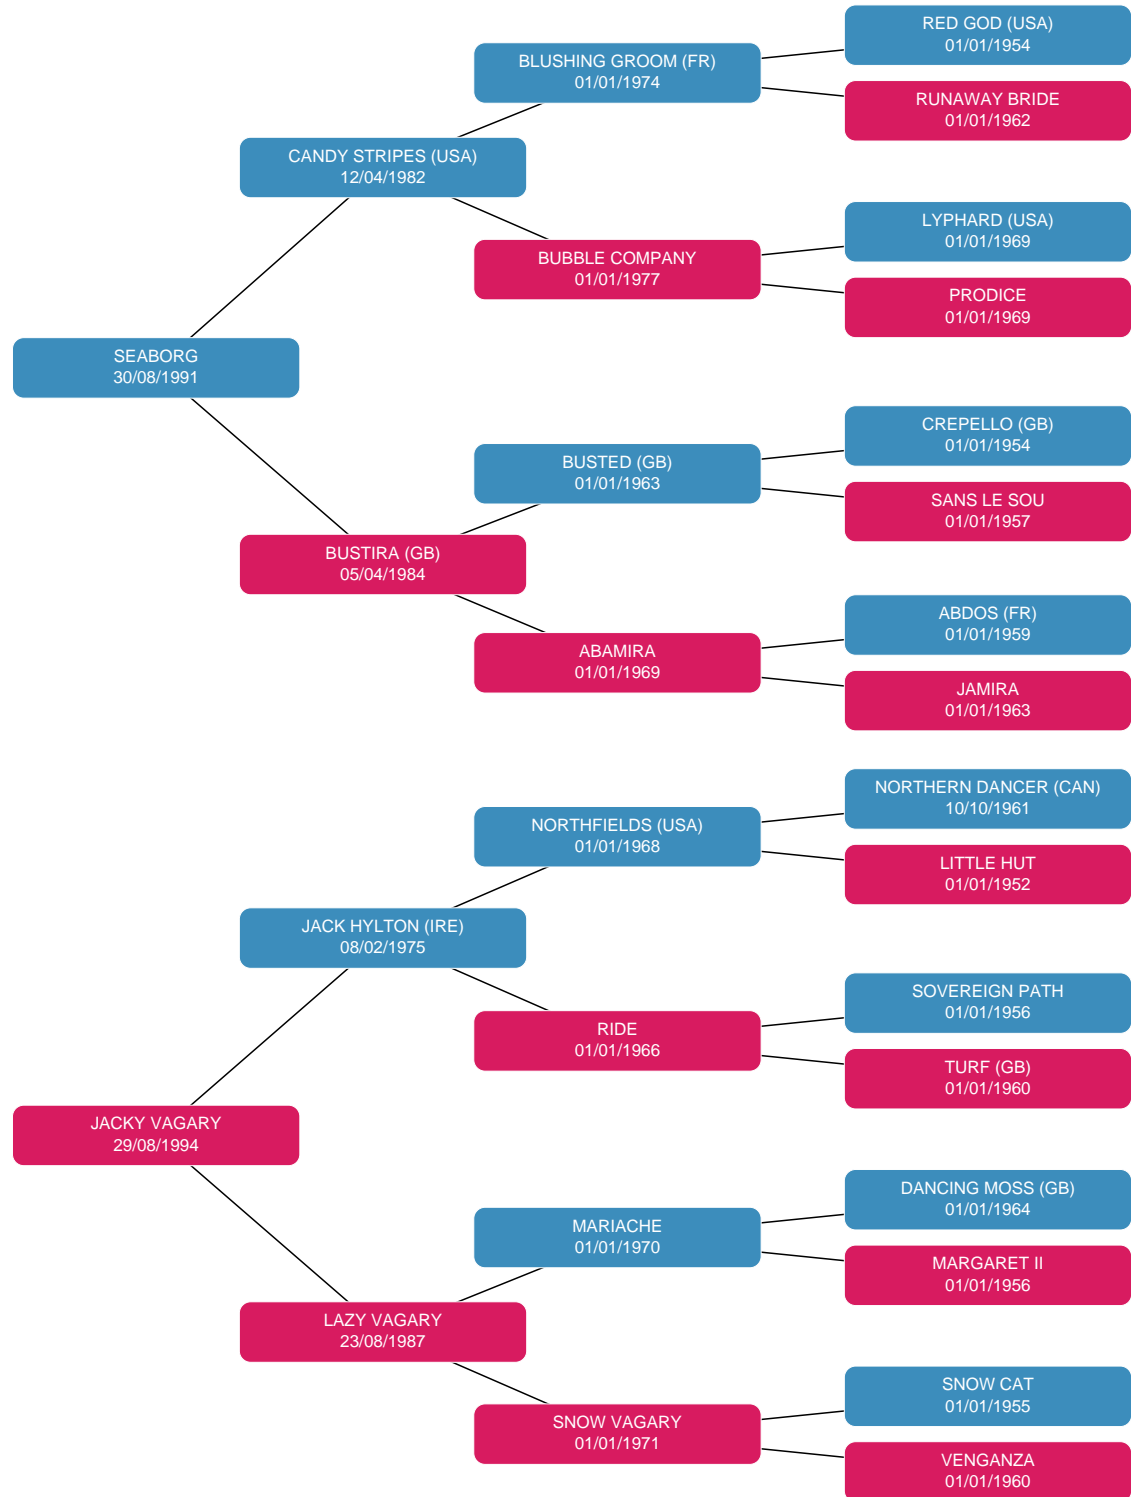 RED GOD (USA)
01/01/1954
BLUSHING GROOM (FR)
01/01/1974
RUNAWAY BRIDE
01/01/1962
CANDY STRIPES (USA)
12/04/1982
LYPHARD (USA)
01/01/1969
BUBBLE COMPANY
01/01/1977
PRODICE
01/01/1969
SEABORG
30/08/1991
CREPELLO (GB)
01/01/1954
BUSTED (GB)
01/01/1963
SANS LE SOU
01/01/1957
BUSTIRA (GB)
05/04/1984
ABDOS (FR)
01/01/1959
ABAMIRA
01/01/1969
JAMIRA
01/01/1963
NORTHERN DANCER (CAN)
10/10/1961
NORTHFIELDS (USA)
01/01/1968
LITTLE HUT
01/01/1952
JACK HYLTON (IRE)
08/02/1975
SOVEREIGN PATH
01/01/1956
RIDE
01/01/1966
TURF (GB)
01/01/1960
JACKY VAGARY
29/08/1994
DANCING MOSS (GB)
01/01/1964
MARIACHE
01/01/1970
MARGARET II
01/01/1956
LAZY VAGARY
23/08/1987
SNOW CAT
01/01/1955
SNOW VAGARY
01/01/1971
VENGANZA
01/01/1960